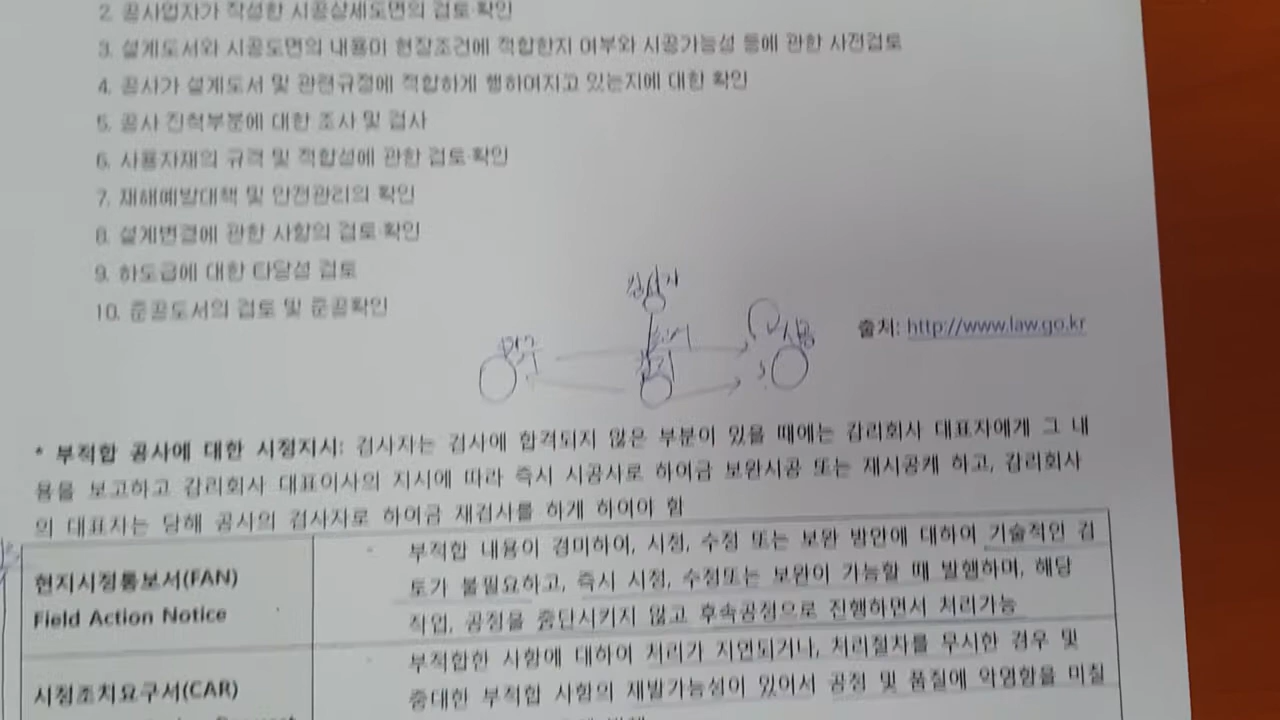 2. 공사업자가 작성한 시공상세도면의 검토·확인
3. 설계도서와 시공도면의 내용이 현장조건에 적합한지 여부와 시공가능성 등에 관한 사전검토
4. 공사가 설계도서 및 관련규정에 적합하게 행하여지고 있는지에 대한 확인
5. 공사 진척부분에 대한 조사 및 검사
6. 사용자재의 규격 및 적합성에 관한 검토·확인
7. 재해예방대책 및 안전관리의 확인
8. 설계변경에 관한 사항의 검토·확인
9. 하도급에 대한 타당성 검토
10. 준공도서의 검토 및 준공확인
검사자
시공
출처: http://www.law.go.kr
* 부적합 공사에 대한 시정지시: 검사자는 검사에 합격되지 않은 부분이 있을 때에는 감리회사 대표자에게 그 내
용을 보고하고 감리회사 대표이사의 지시에 따라 즉시 시공사로 하여금 보완시공 또는 재시공케 하고, 감리회사
의 대표자는 당해 공사의 검사자로 하여금 재검사를 하게 하여야 함
현지시정통보서(FAN)
Field Action Notice
부적합 내용이 경미하여, 시정, 수정 또는 보완 방안에 대하여 기술적인 검
토가 불필요하고, 즉시 시정, 수정또는 보완이 가능할 때 발행하며, 해당
작업, 공정을 중단시키지 않고 후속공정으로 진행하면서 처리가능
시정조치요구서(CAR)
부적합한 사항에 대하여 처리가 지연되거나, 처리절차를 무시한 경우 및
중대한 부적합 사항의 재발가능성이 있어서 공정 및 품질에 악영향을 미칠